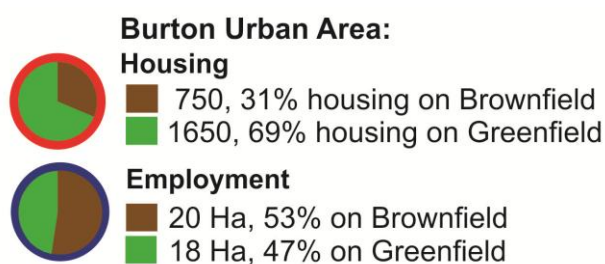 Burton Urban Area:
Housing
750, 31% housing on Brownfield
1650, 69% housing on Greenfield
Employment
20 Ha, 53% on Brownfield
18 Ha, 47% on Greenfield